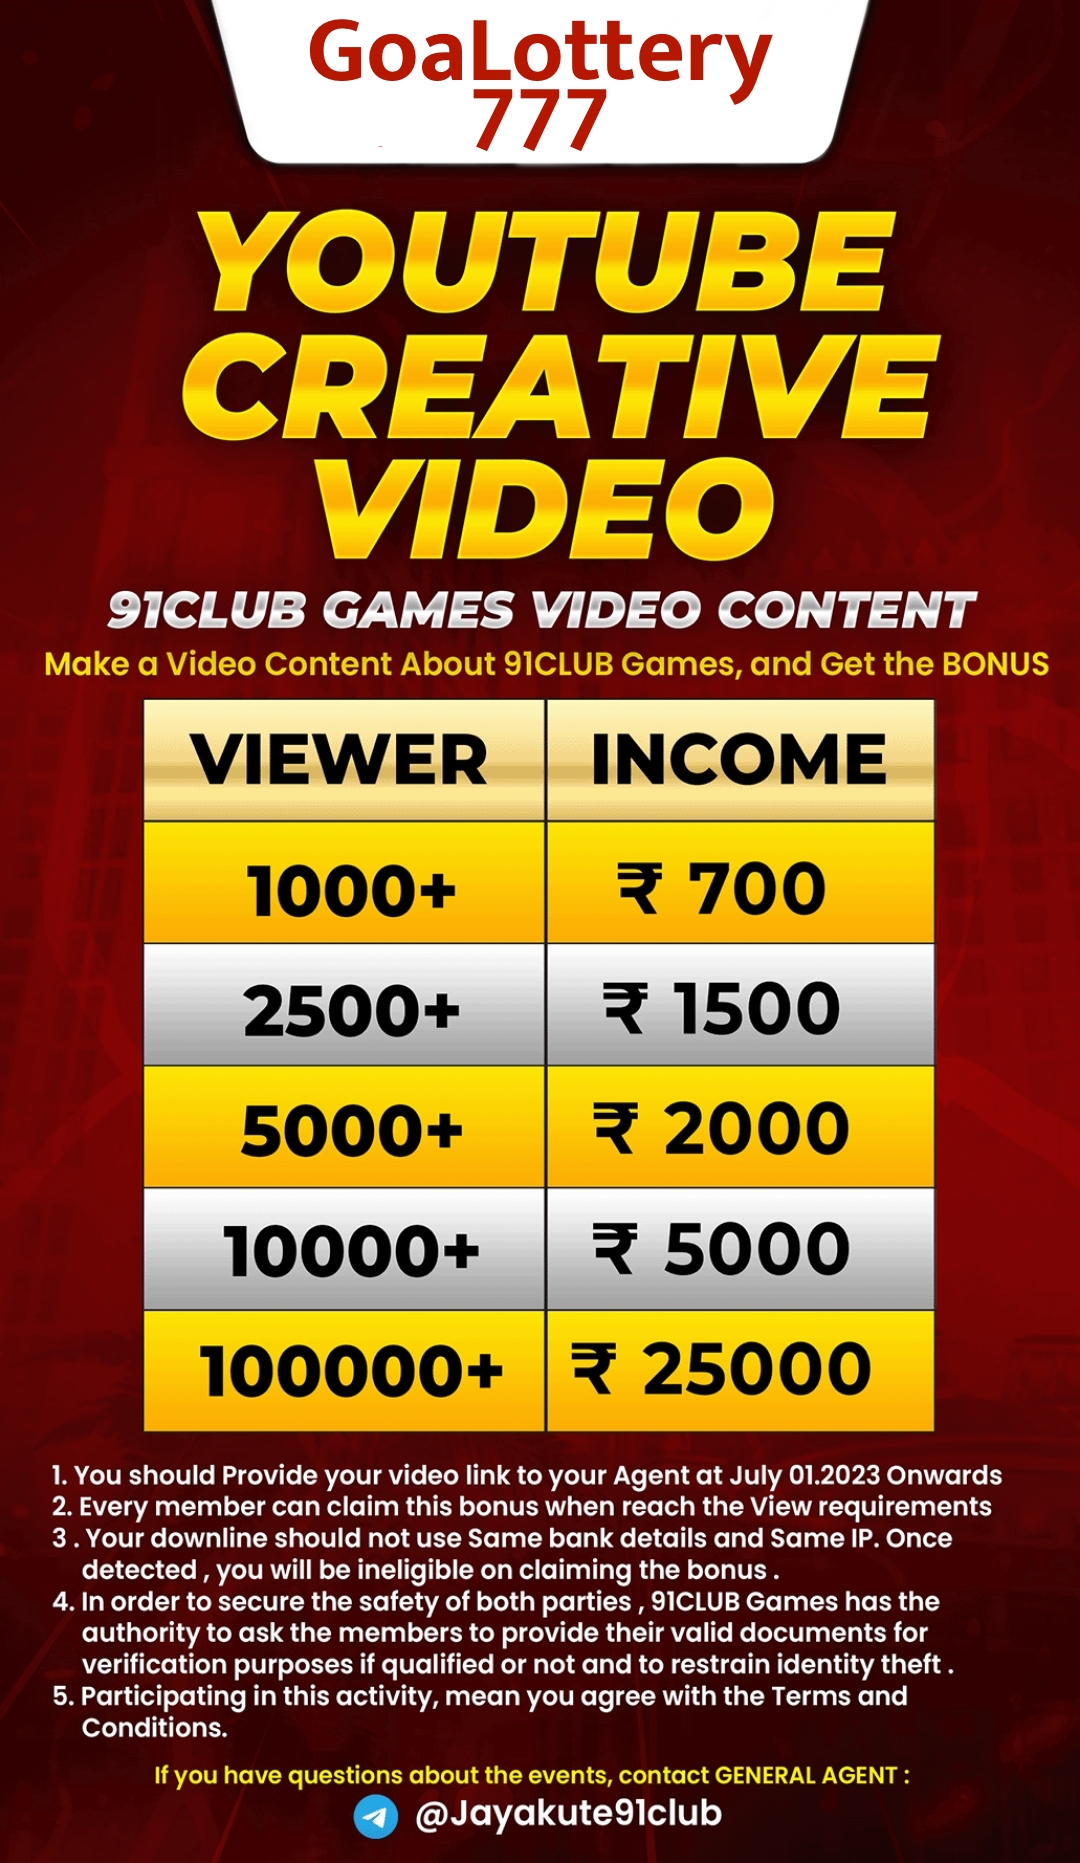 GoaLottery
777
YOUTUBE
CREATIVE
VIDEO
91CLUB GAMES VIDEO CONTENT
Make a Video Content About 91CLUB Games, and Get the BONUS
VIEWER INCOME
1000+ ₹ 700
2500+ ₹ 1500
5000+ ₹ 2000
10000+ ₹ 5000
100000+ ₹ 25000
1. You should Provide your video link to your Agent at July 01.2023 Onwards
2. Every member can claim this bonus when reach the View requirements
3 . Your downline should not use Same bank details and Same IP. Once
detected , you will be ineligible on claiming the bonus .
4. In order to secure the safety of both parties , 91CLUB Games has the
authority to ask the members to provide their valid documents for
verification purposes if qualified or not and to restrain identity theft .
5. Participating in this activity, mean you agree with the Terms and
Conditions.
If you have questions about the events, contact GENERAL AGENT :
@Jayakute91club